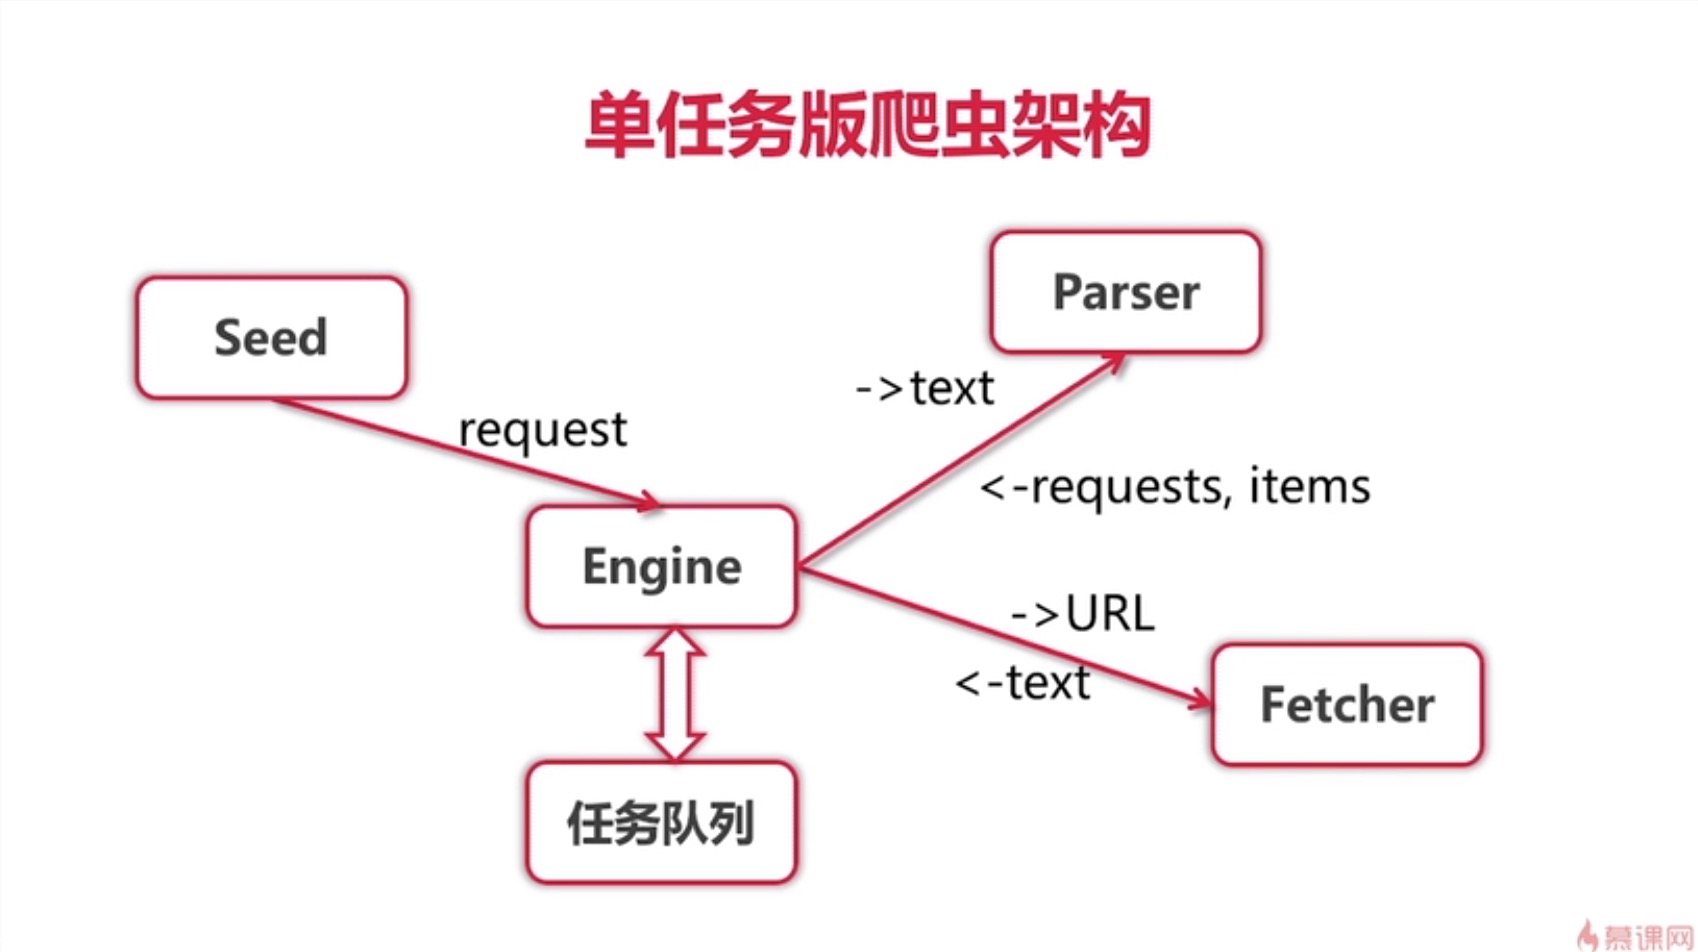 单任务版爬虫架构
Parser
Seed
->text
request
<-requests, items
Engine
->URL
<-text
Fetcher
任务队列
慕课网